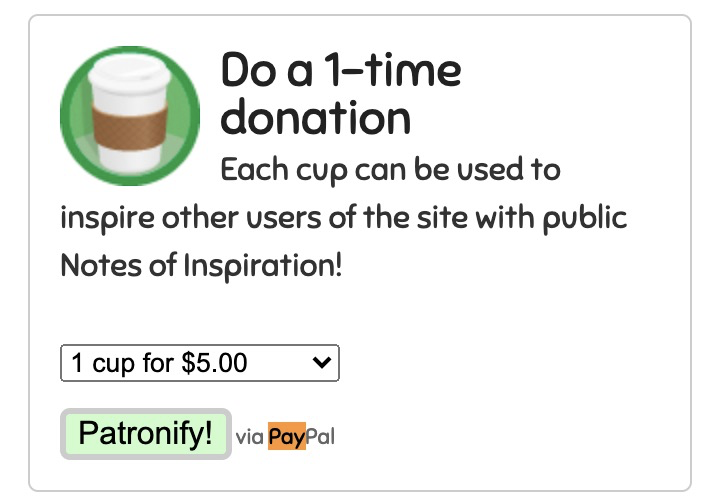 Do a 1-time
donation
Each cup can be used to
inspire other users of the site with public
Notes of Inspiration!
1 cup for $5.00
Patronify! via PayPal